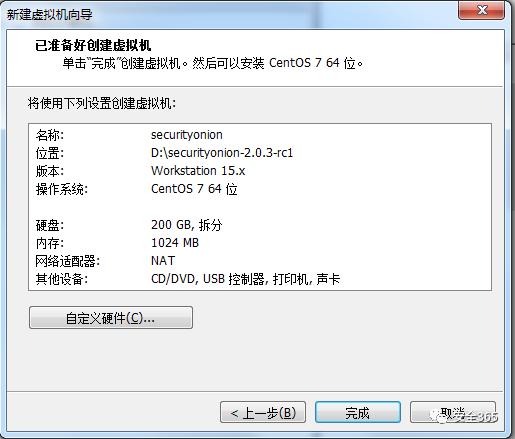 新建虚拟机向导
已准备好创建虚拟机
单击“完成”创建虚拟机。然后可以安装 CentOS 7 64 位。
将使用下列设置创建虚拟机:
名称: securityonion
位置: D:\securityonion-2.0.3-rc1
版本: Workstation 15.x
操作系统: CentOS 7 64 位
硬盘: 200 GB, 拆分
内存: 1024 MB
网络适配器: NAT
其他设备: CD/DVD, USB 控制器, 打印机, 声卡
自定义硬件(C)...
< 上一步(B) 完成 取消
安全365